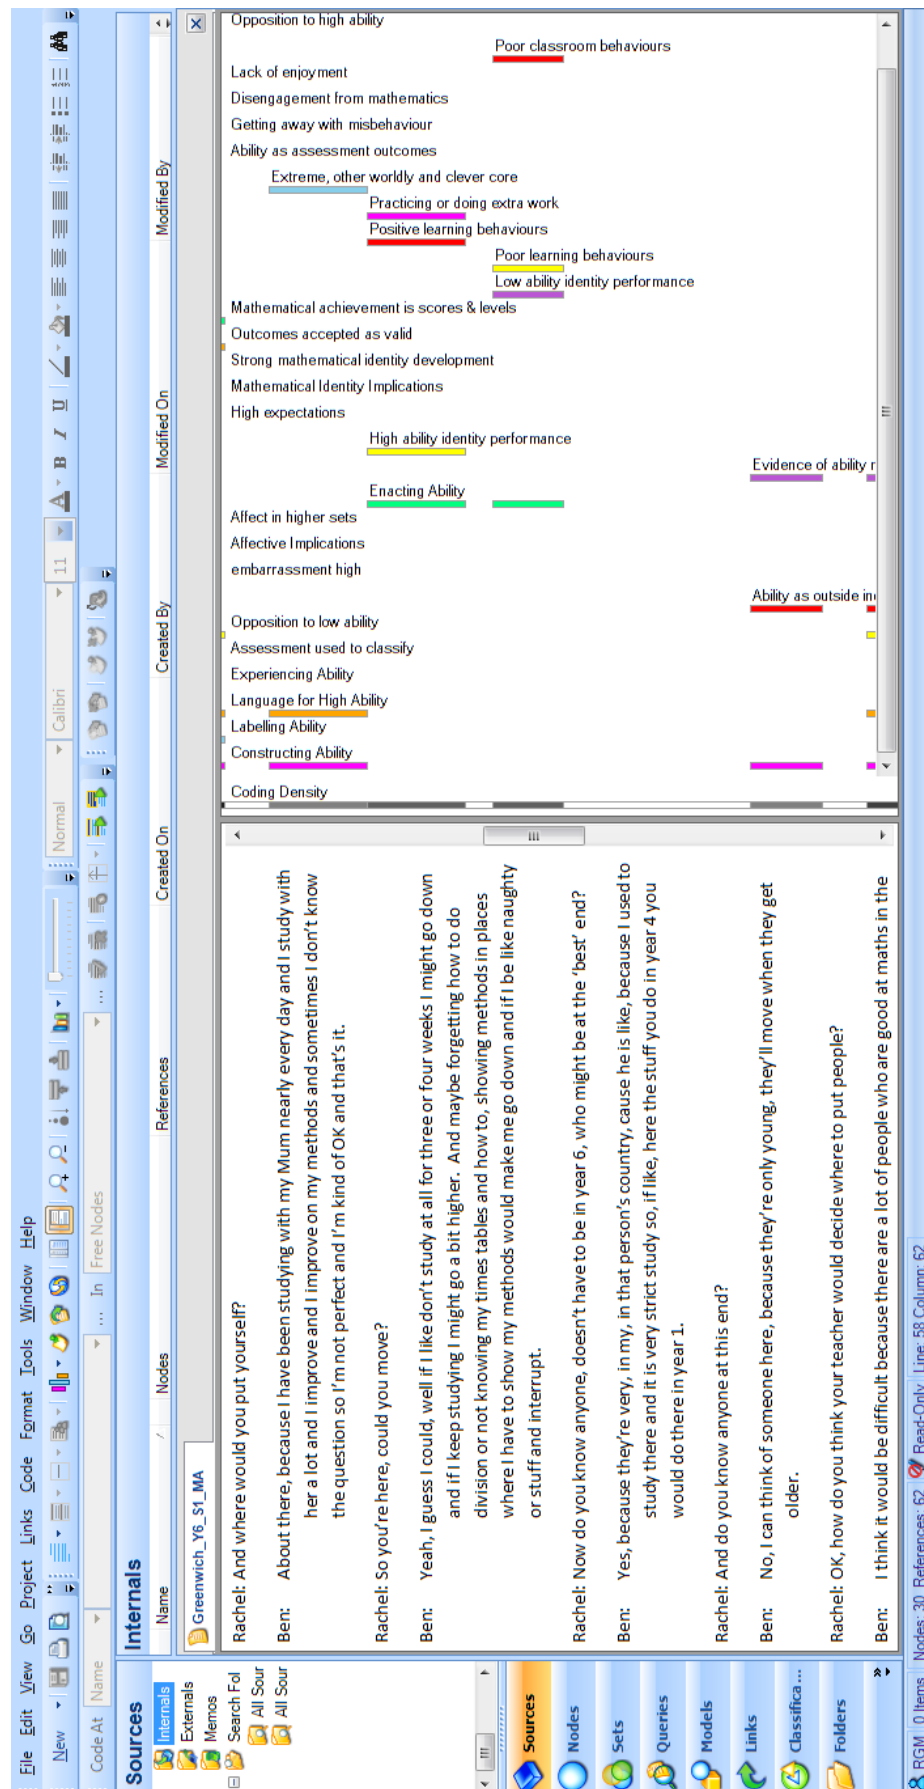 File Edit View Go Project Links Code Format Tools Window Help
New
Normal Calibri 11 A B I U
Code At Name ... In Free Nodes ...
Sources
Internals
Externals
Memos
Search Fol
All Sour
All Sour
Sources
Nodes
Sets
Queries
Models
Links
Classifica...
Folders
Internals
Name Nodes References Created On Created By Modified On Modified By
Greenwich_Y6_S1_MA
Rachel: And where would you put yourself?
Ben: About there, because I have been studying with my Mum nearly every day and I study with
her a lot and I improve and I improve on my methods and sometimes I don't know
the question so I'm not perfect and I'm kind of OK and that's it.
Rachel: So you're here, could you move?
Ben: Yeah, I guess I could, well if I like don't study at all for three or four weeks I might go down
and if I keep studying I might go a bit higher. And maybe forgetting how to do
division or not knowing my times tables and how to, showing methods in places
where I have to show my methods would make me go down and if I be like naughty
or stuff and interrupt.
Rachel: Now do you know anyone, doesn't have to be in year 6, who might be at the 'best' end?
Ben: Yes, because they're very, in my, in that person's country, cause he is like, because I used to
study there and it is very strict study so, if like, here the stuff you do in year 4 you
would do there in year 1.
Rachel: And do you know anyone at this end?
Ben: No, I can think of someone here, because they're only young, they'll move when they get
older.
Rachel: OK, how do you think your teacher would decide where to put people?
Ben: I think it would be difficult because there are a lot of people who are good at maths in the
Coding Density
Constructing Ability
Labelling Ability
Language for High Ability
Experiencing Ability
Assessment used to classify
Opposition to low ability
Ability as outside in
embarrassment high
Affective Implications
Affect in higher sets
Enacting Ability
Evidence of ability r
High ability identity performance
High expectations
Mathematical Identity Implications
Strong mathematical identity development
Outcomes accepted as valid
Mathematical achievement is scores & levels
Low ability identity performance
Poor learning behaviours
Positive learning behaviours
Practicing or doing extra work
Extreme, other worldly and clever core
Ability as assessment outcomes
Getting away with misbehaviour
Disengagement from mathematics
Lack of enjoyment
Poor classroom behaviours
Opposition to high ability
RGM 0 Items Nodes: 30 References: 62 Read-Only Line: 58 Column: 62